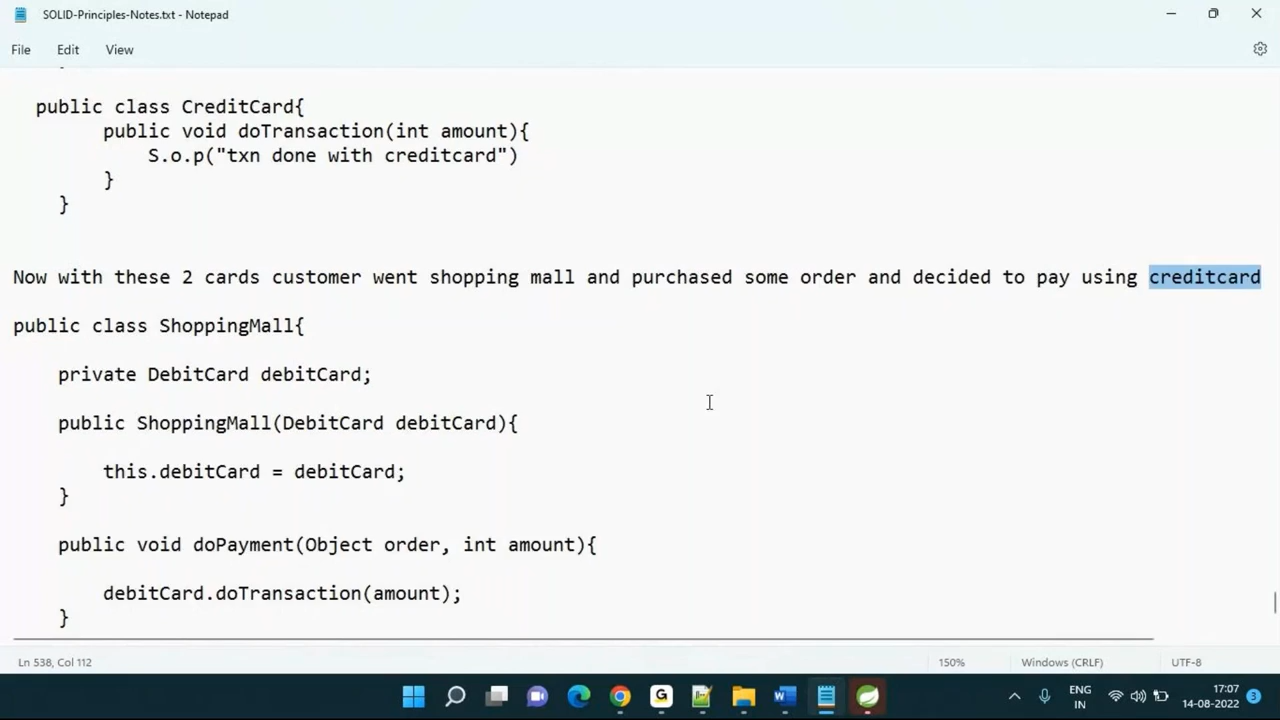 SOLID-Principles-Notes.txt - Notepad
File Edit View
}
public class CreditCard{
public void doTransaction(int amount){
S.o.p("txn done with creditcard")
}
}
Now with these 2 cards customer went shopping mall and purchased some order and decided to pay using creditcard
public class ShoppingMall{
private DebitCard debitCard;
public ShoppingMall(DebitCard debitCard){
this.debitCard = debitCard;
}
public void doPayment(Object order, int amount){
debitCard.doTransaction(amount);
}
Ln 538, Col 112 150% Windows (CRLF) UTF-8
G W ENG IN 17:07 14-08-2022 3